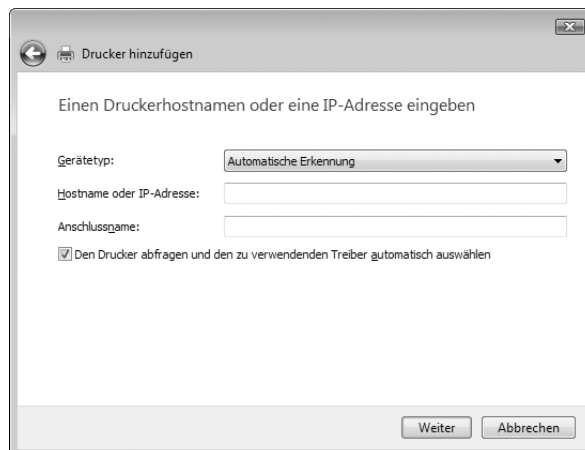 Drucker hinzufügen
Einen Druckerhostnamen oder eine IP-Adresse eingeben
Gerätetyp: Automatische Erkennung
Hostname oder IP-Adresse:
Anschlussname:
Den Drucker abfragen und den zu verwendenden Treiber automatisch auswählen
Weiter Abbrechen